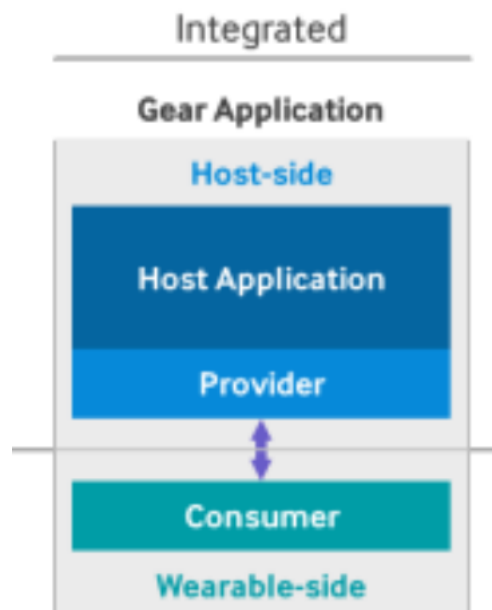 Integrated
Gear Application
Host-side
Host Application
Provider
Consumer
Wearable-side